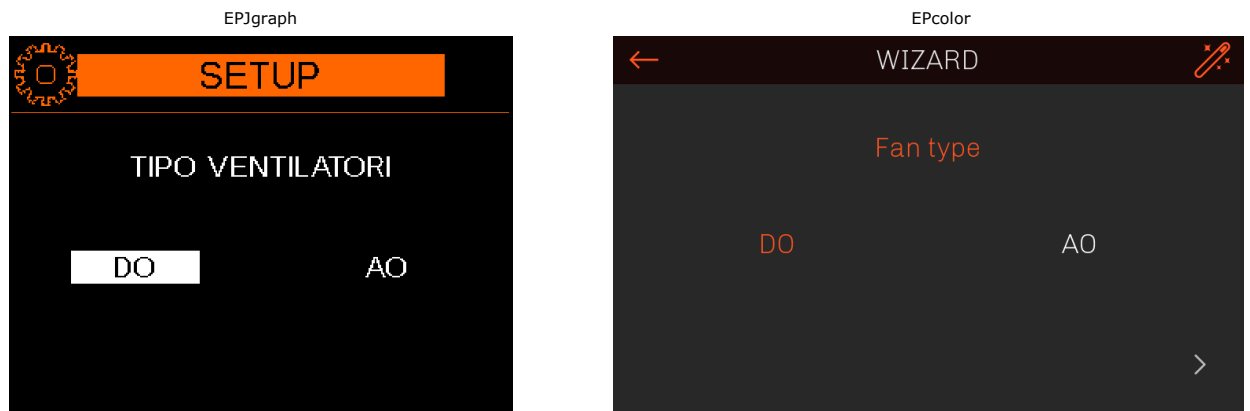 EPJgraph
SETUP
TIPO VENTILATORI
DO AO
EPcolor
WIZARD
Fan type
DO AO